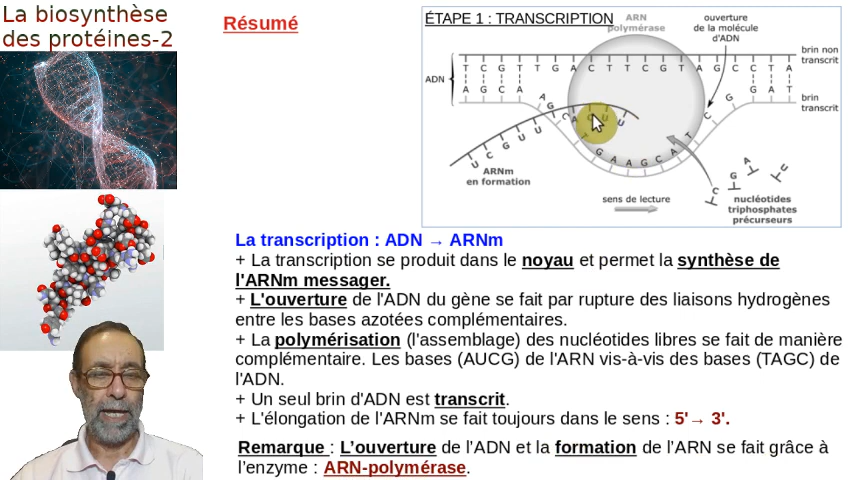 La biosynthèse
des protéines-2
Résumé
ÉTAPE 1 : TRANSCRIPTION
ARN
polymérase
ouverture
de la molécule
d'ADN
brin non
transcrit
ADN
T C G T T G A C T T C G T A G C C T A
A G C A A G C T G A A G C A T C G G A T
brin
transcrit
U C G U U C A C U U
ARNm
en formation
sens de lecture
C G A U
nucléotides
triphosphates
précurseurs
La transcription : ADN → ARNm
+ La transcription se produit dans le noyau et permet la synthèse de
l'ARNm messager.
+ L'ouverture de l'ADN du gène se fait par rupture des liaisons hydrogènes
entre les bases azotées complémentaires.
+ La polymérisation (l'assemblage) des nucléotides libres se fait de manière
complémentaire. Les bases (AUCG) de l'ARN vis-à-vis des bases (TAGC) de
l'ADN.
+ Un seul brin d'ADN est transcrit.
+ L'élongation de l'ARNm se fait toujours dans le sens : 5'→ 3'.
Remarque : L’ouverture de l’ADN et la formation de l’ARN se fait grâce à
l’enzyme : ARN-polymérase.